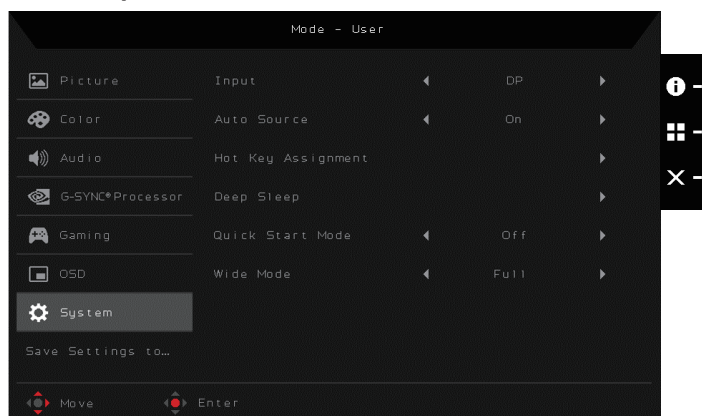 Mode - User
Picture
Input DP
Color
Auto Source On
Audio
Hot Key Assignment
G-SYNC® Processor
Deep Sleep
Gaming
Quick Start Mode Off
OSD
Wide Mode Full
System
Save Settings to…
Move Enter